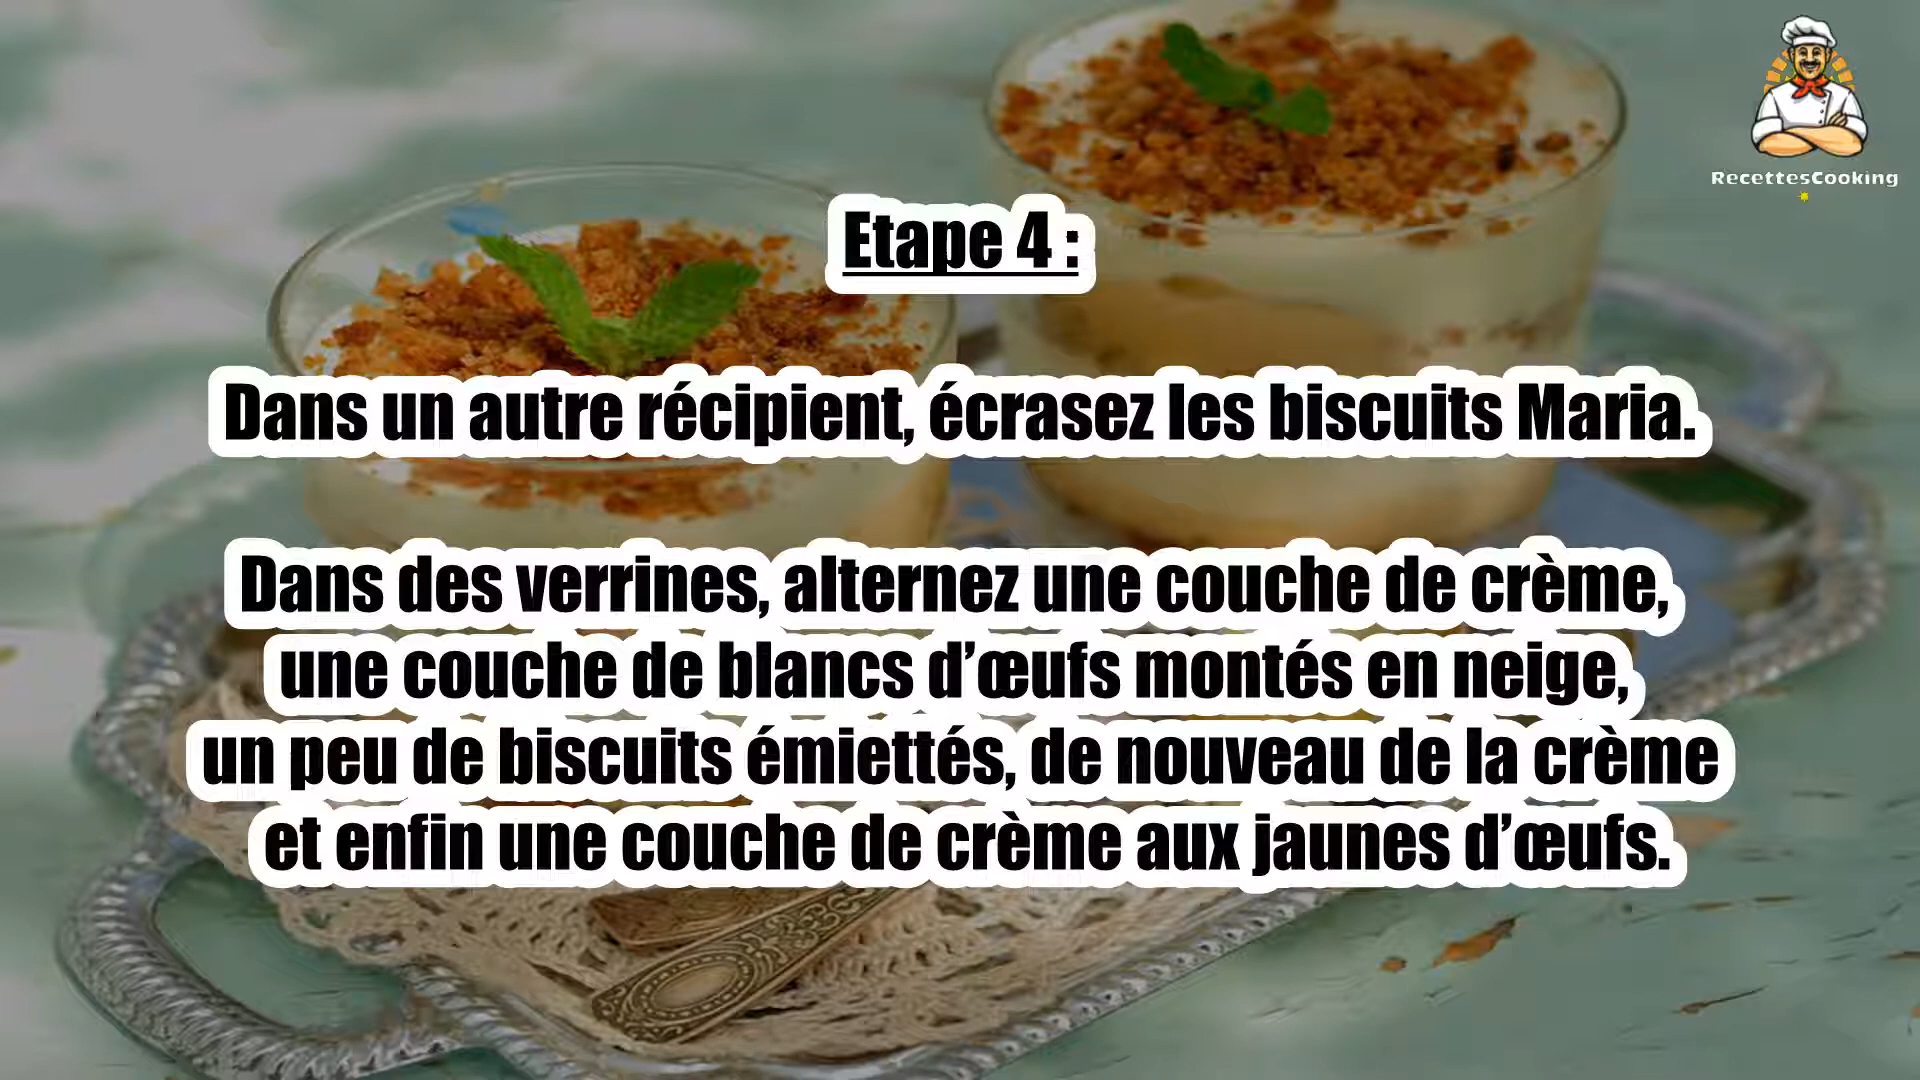 RecettesCooking
Etape 4 :
Dans un autre récipient, écrasez les biscuits Maria.
Dans des verrines, alternez une couche de crème,
une couche de blancs d’œufs montés en neige,
un peu de biscuits émiettés, de nouveau de la crème
et enfin une couche de crème aux jaunes d’œufs.